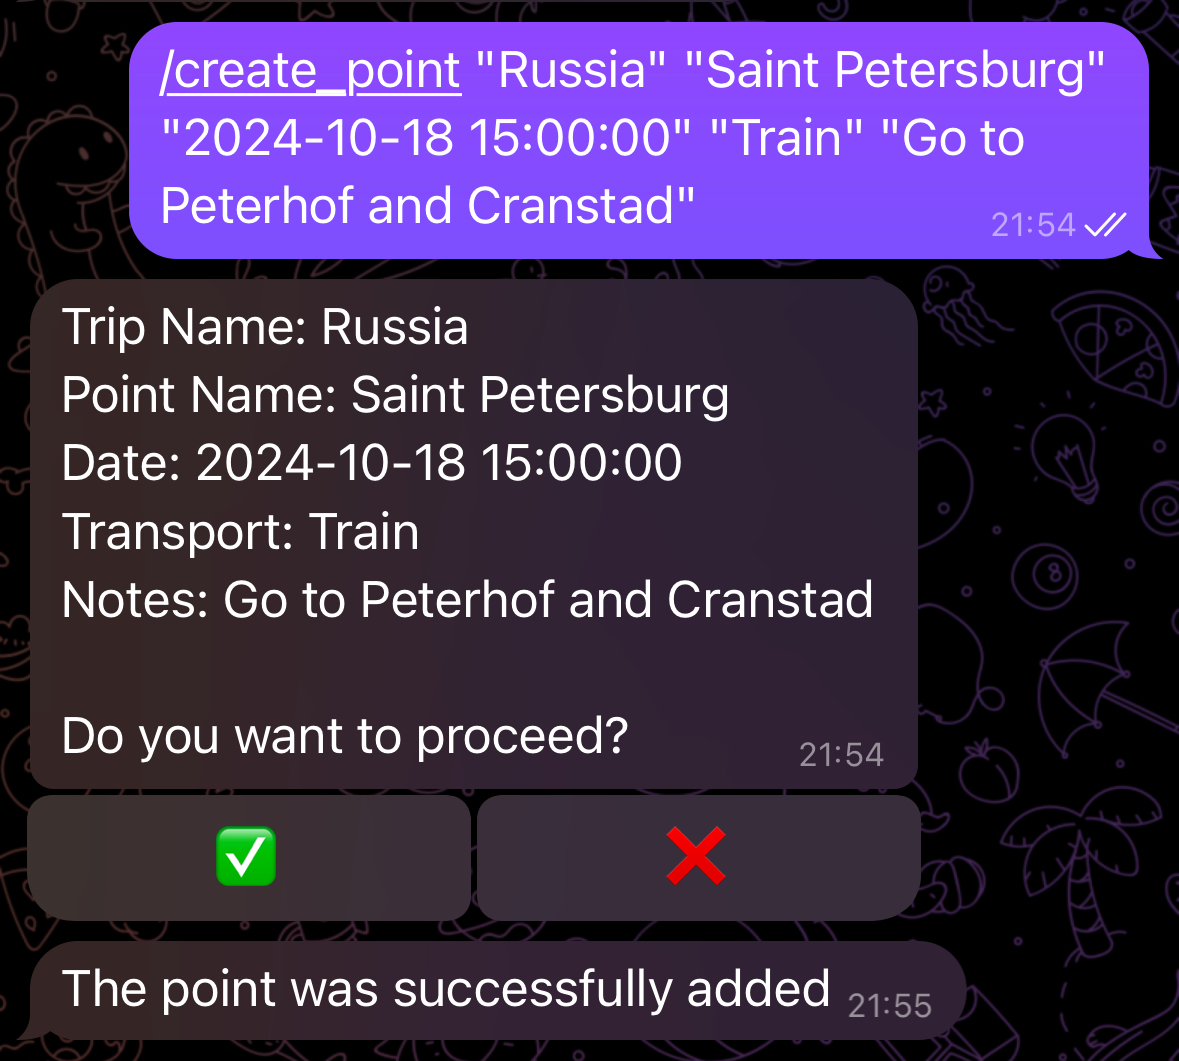 /create_point "Russia" "Saint Petersburg"
"2024-10-18 15:00:00" "Train" "Go to
Peterhof and Cranstad"
21:54
Trip Name: Russia
Point Name: Saint Petersburg
Date: 2024-10-18 15:00:00
Transport: Train
Notes: Go to Peterhof and Cranstad
Do you want to proceed?
21:54
The point was successfully added
21:55